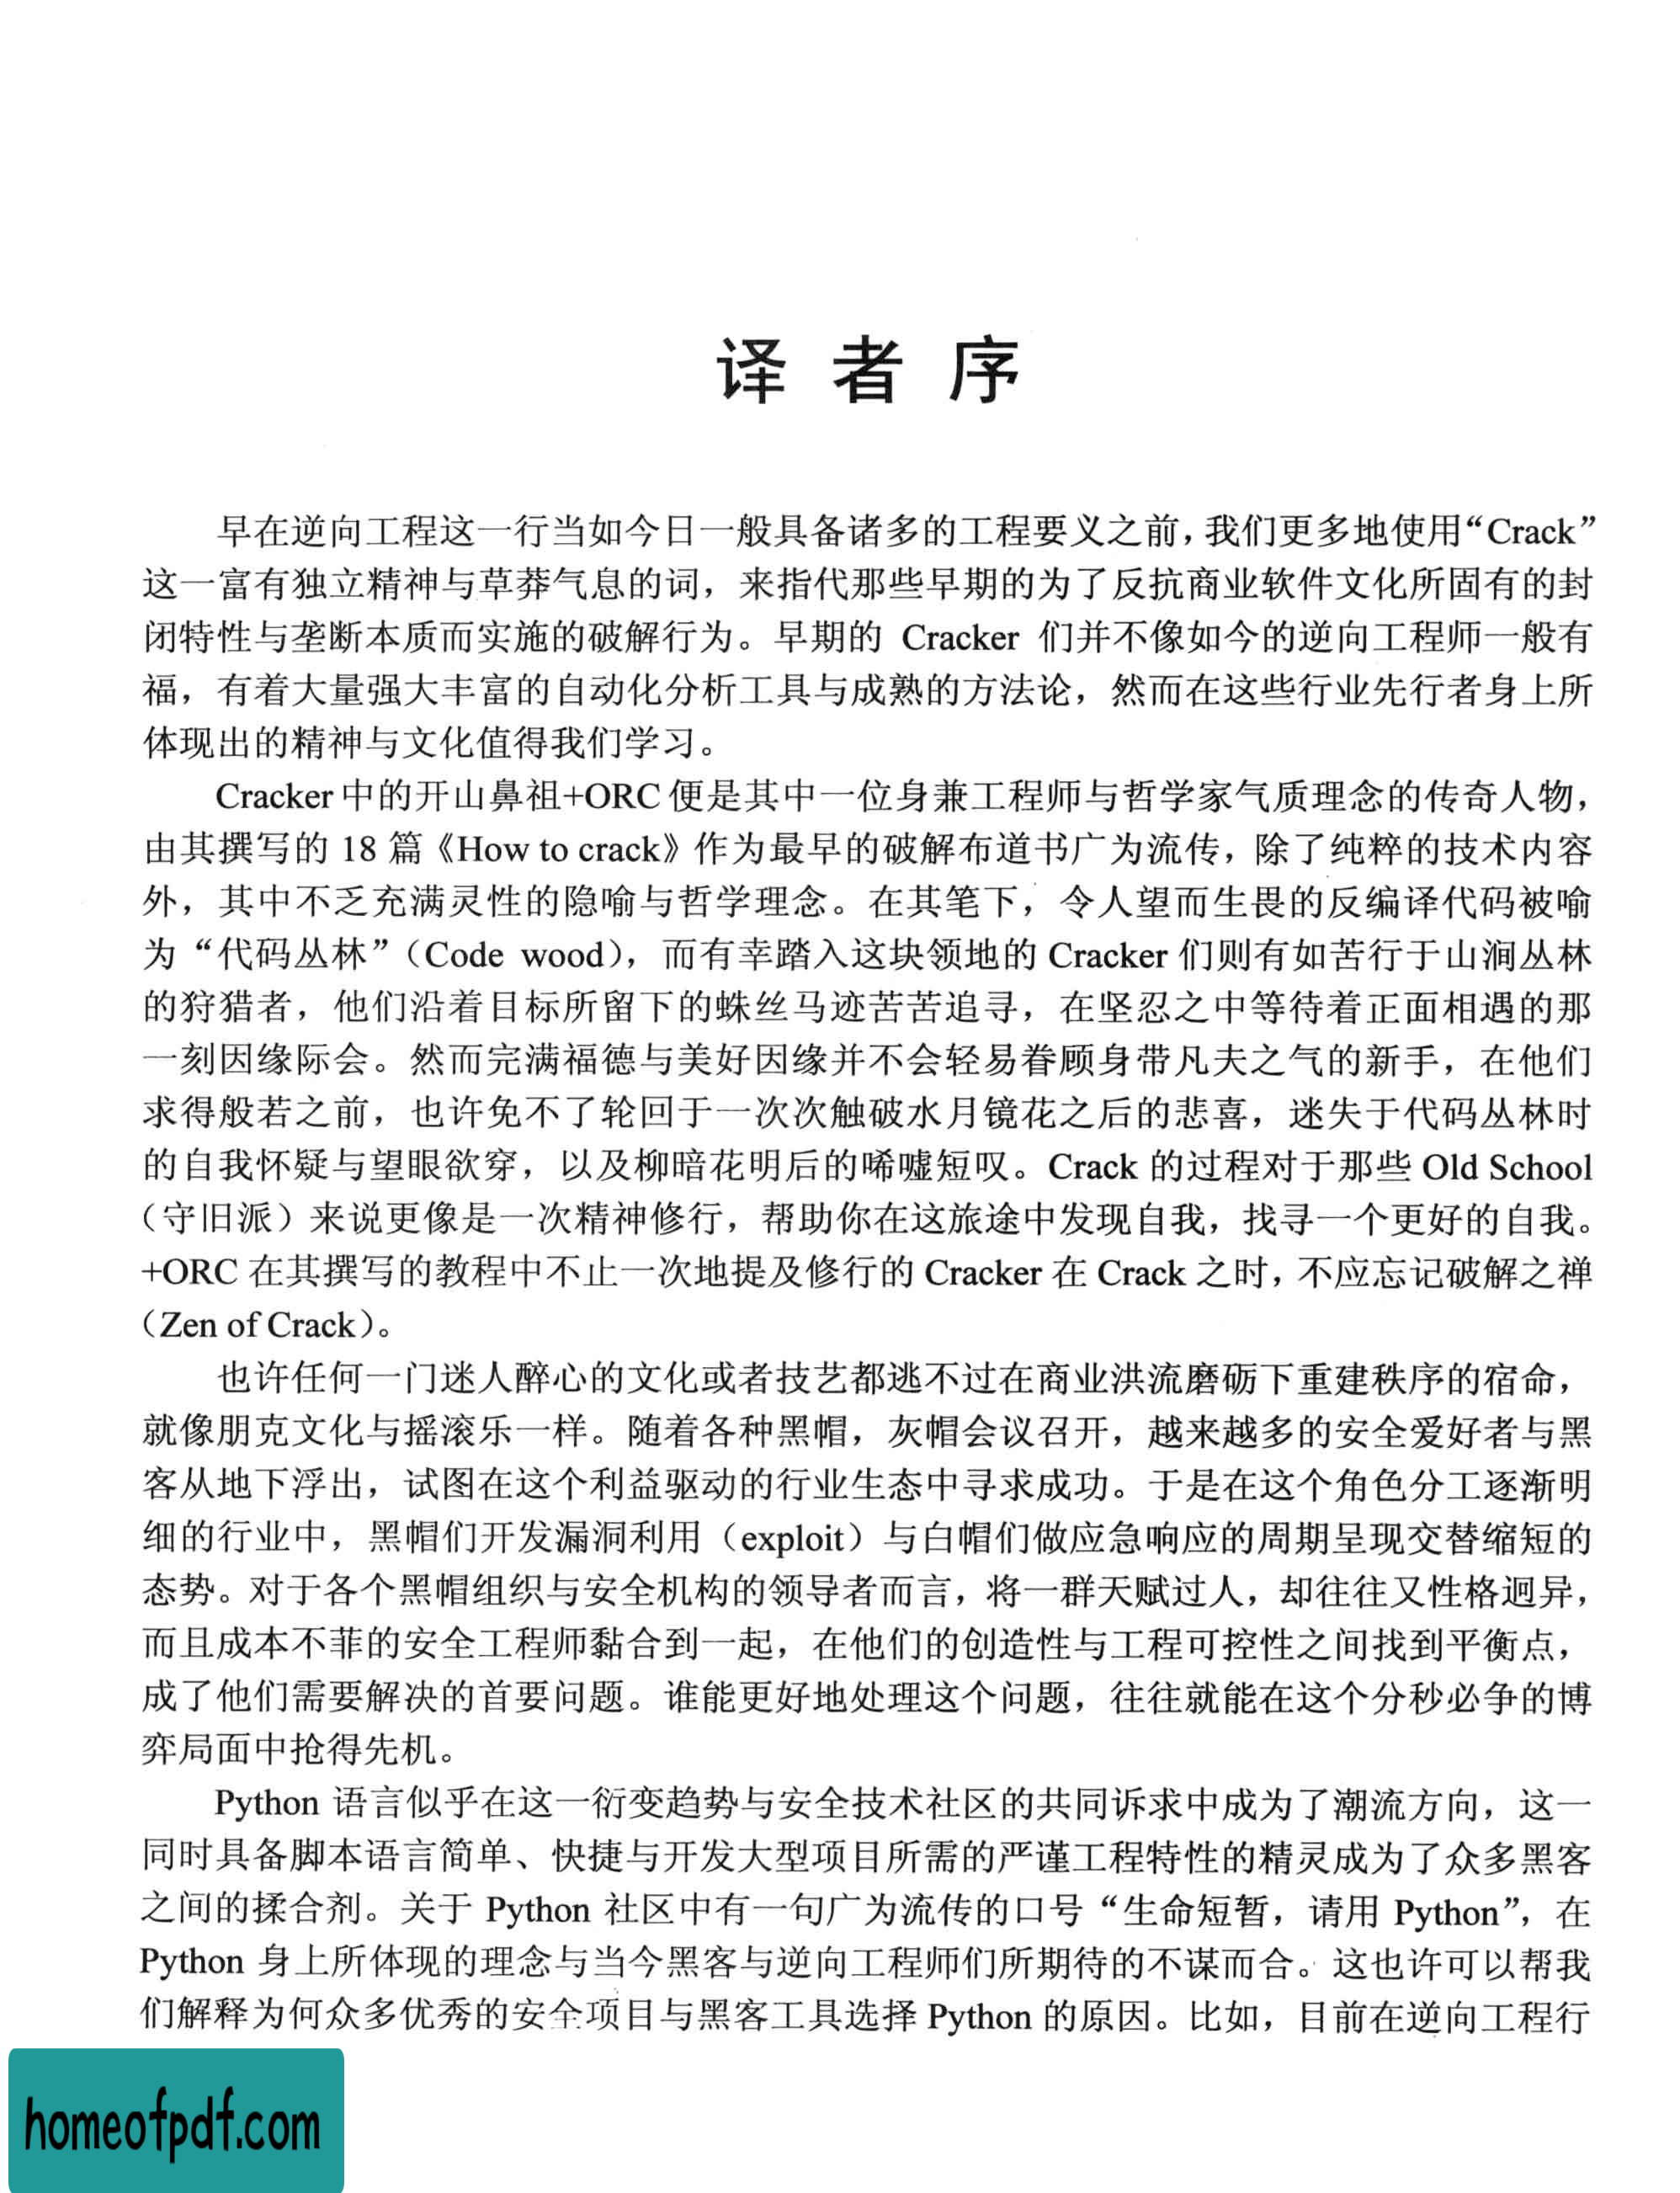 译者序
早在逆向工程这一行当如今日一般具备诸多的工程要义之前，我们更多地使用“Crack”
这一富有独立精神与草莽气息的词，来指代那些早期的为了反抗商业软件文化所固有的封
闭特性与垄断本质而实施的破解行为。早期的 Cracker 们并不像如今的逆向工程师一般有
福，有着大量强大丰富的自动化分析工具与成熟的方法论，然而在这些行业先行者身上所
体现出的精神与文化值得我们学习。
Cracker 中的开山鼻祖+ORC 便是其中一位身兼工程师与哲学家气质理念的传奇人物，
由其撰写的 18 篇《How to crack》作为最早的破解布道书广为流传，除了纯粹的技术内容
外，其中不乏充满灵性的隐喻与哲学理念。在其笔下，令人望而生畏的反编译代码被喻
为“代码丛林”（Code wood），而有幸踏入这块领地的 Cracker 们则有如苦行于山涧丛林
的狩猎者，他们沿着目标所留下的蛛丝马迹苦苦追寻，在坚忍之中等待着正面相遇的那
一刻因缘际会。然而完满福德与美好因缘并不会轻易眷顾身带凡夫之气的新手，在他们
求得般若之前，也许免不了轮回于一次次触破水月镜花之后的悲喜，迷失于代码丛林时
的自我怀疑与望眼欲穿，以及柳暗花明后的唏嘘短叹。Crack 的过程对于那些 Old School
（守旧派）来说更像是一次精神修行，帮助你在这旅途中发现自我，找寻一个更好的自我。
+ORC 在其撰写的教程中不止一次地提及修行的 Cracker 在 Crack 之时，不应忘记破解之禅
（Zen of Crack）。
也许任何一门迷人醉心的文化或者技艺都逃不过在商业洪流磨砺下重建秩序的宿命，
就像朋克文化与摇滚乐一样。随着各种黑帽，灰帽会议召开，越来越多的安全爱好者与黑
客从地下浮出，试图在这个利益驱动的行业生态中寻求成功。于是在这个角色分工逐渐明
细的行业中，黑帽们开发漏洞利用（exploit）与白帽们做应急响应的周期呈现交替缩短的
态势。对于各个黑帽组织与安全机构的领导者而言，将一群天赋过人，却往往又性格迥异，
而且成本不菲的安全工程师黏合到一起，在他们的创造性与工程可控性之间找到平衡点，
成了他们需要解决的首要问题。谁能更好地处理这个问题，往往就能在这个分秒必争的博
弈局面中抢得先机。
Python 语言似乎在这一衍变趋势与安全技术社区的共同诉求中成为了潮流方向，这一
同时具备脚本语言简单、快捷与开发大型项目所需的严谨工程特性的精灵成为了众多黑客
之间的揉合剂。关于 Python 社区中有一句广为流传的口号“生命短暂，请用 Python”，在
Python 身上所体现的理念与当今黑客与逆向工程师们所期待的不谋而合。这也许可以帮我
们解释为何众多优秀的安全项目与黑客工具选择 Python 的原因。比如，目前在逆向工程行
homeofpdf.com